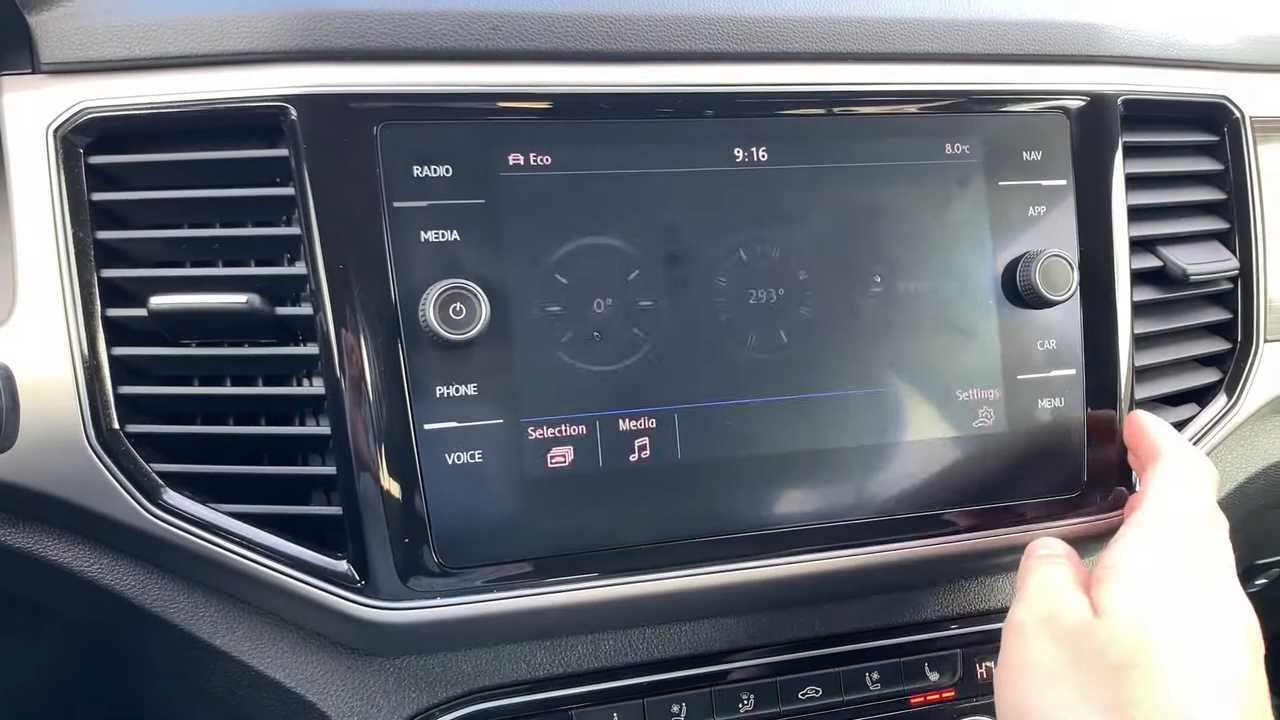 RADIO
MEDIA
PHONE
VOICE
Eco
9:16
8.0°C
0°
293°
Selection
Media
Settings
NAV
APP
CAR
MENU